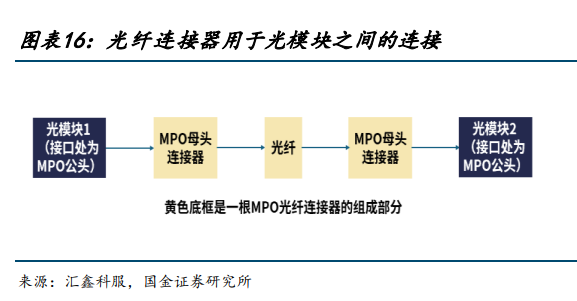 图表16：光纤连接器用于光模块之间的连接
光模块1
（接口处为
MPO公头）
MPO母头
连接器
光纤
MPO母头
连接器
光模块2
（接口处为
MPO公头）
黄色底框是一根MPO光纤连接器的组成部分
来源：汇鑫科服，国金证券研究所